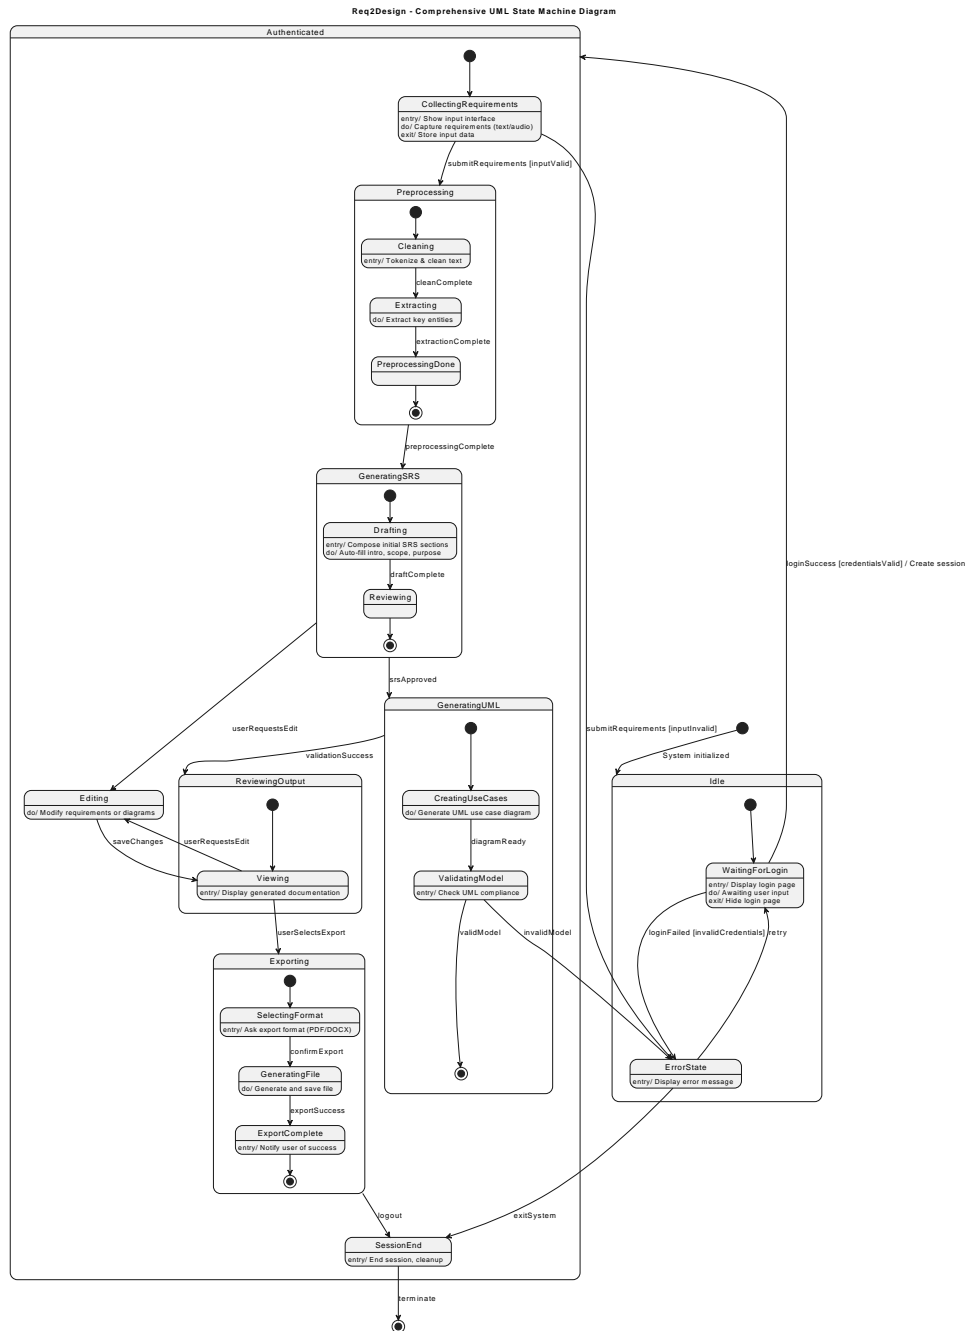 Req2Design - Comprehensive UML State Machine Diagram
Authenticated
CollectingRequirements
entry/ Show input interface
do/ Capture requirements (text/audio)
exit/ Store input data
submitRequirements [inputValid]
Preprocessing
Cleaning
entry/ Tokenize & clean text
cleanComplete
Extracting
do/ Extract key entities
extractionComplete
PreprocessingDone
preprocessingComplete
GeneratingSRS
Drafting
entry/ Compose initial SRS sections
do/ Auto-fill intro, scope, purpose
draftComplete
Reviewing
loginSuccess [credentialsValid] / Create session
srsApproved
GeneratingUML
userRequestsEdit
submitRequirements [inputInvalid]
validationSuccess
System initialized
ReviewingOutput
Idle
Editing
do/ Modify requirements or diagrams
CreatingUseCases
do/ Generate UML use case diagram
saveChanges
userRequestsEdit
diagramReady
Viewing
entry/ Display generated documentation
ValidatingModel
entry/ Check UML compliance
WaitingForLogin
entry/ Display login page
do/ Awaiting user input
exit/ Hide login page
userSelectsExport
validModel
invalidModel
loginFailed [invalidCredentials]
retry
Exporting
SelectingFormat
entry/ Ask export format (PDF/DOCX)
confirmExport
GeneratingFile
do/ Generate and save file
ErrorState
entry/ Display error message
exportSuccess
ExportComplete
entry/ Notify user of success
logout
exitSystem
SessionEnd
entry/ End session, cleanup
terminate